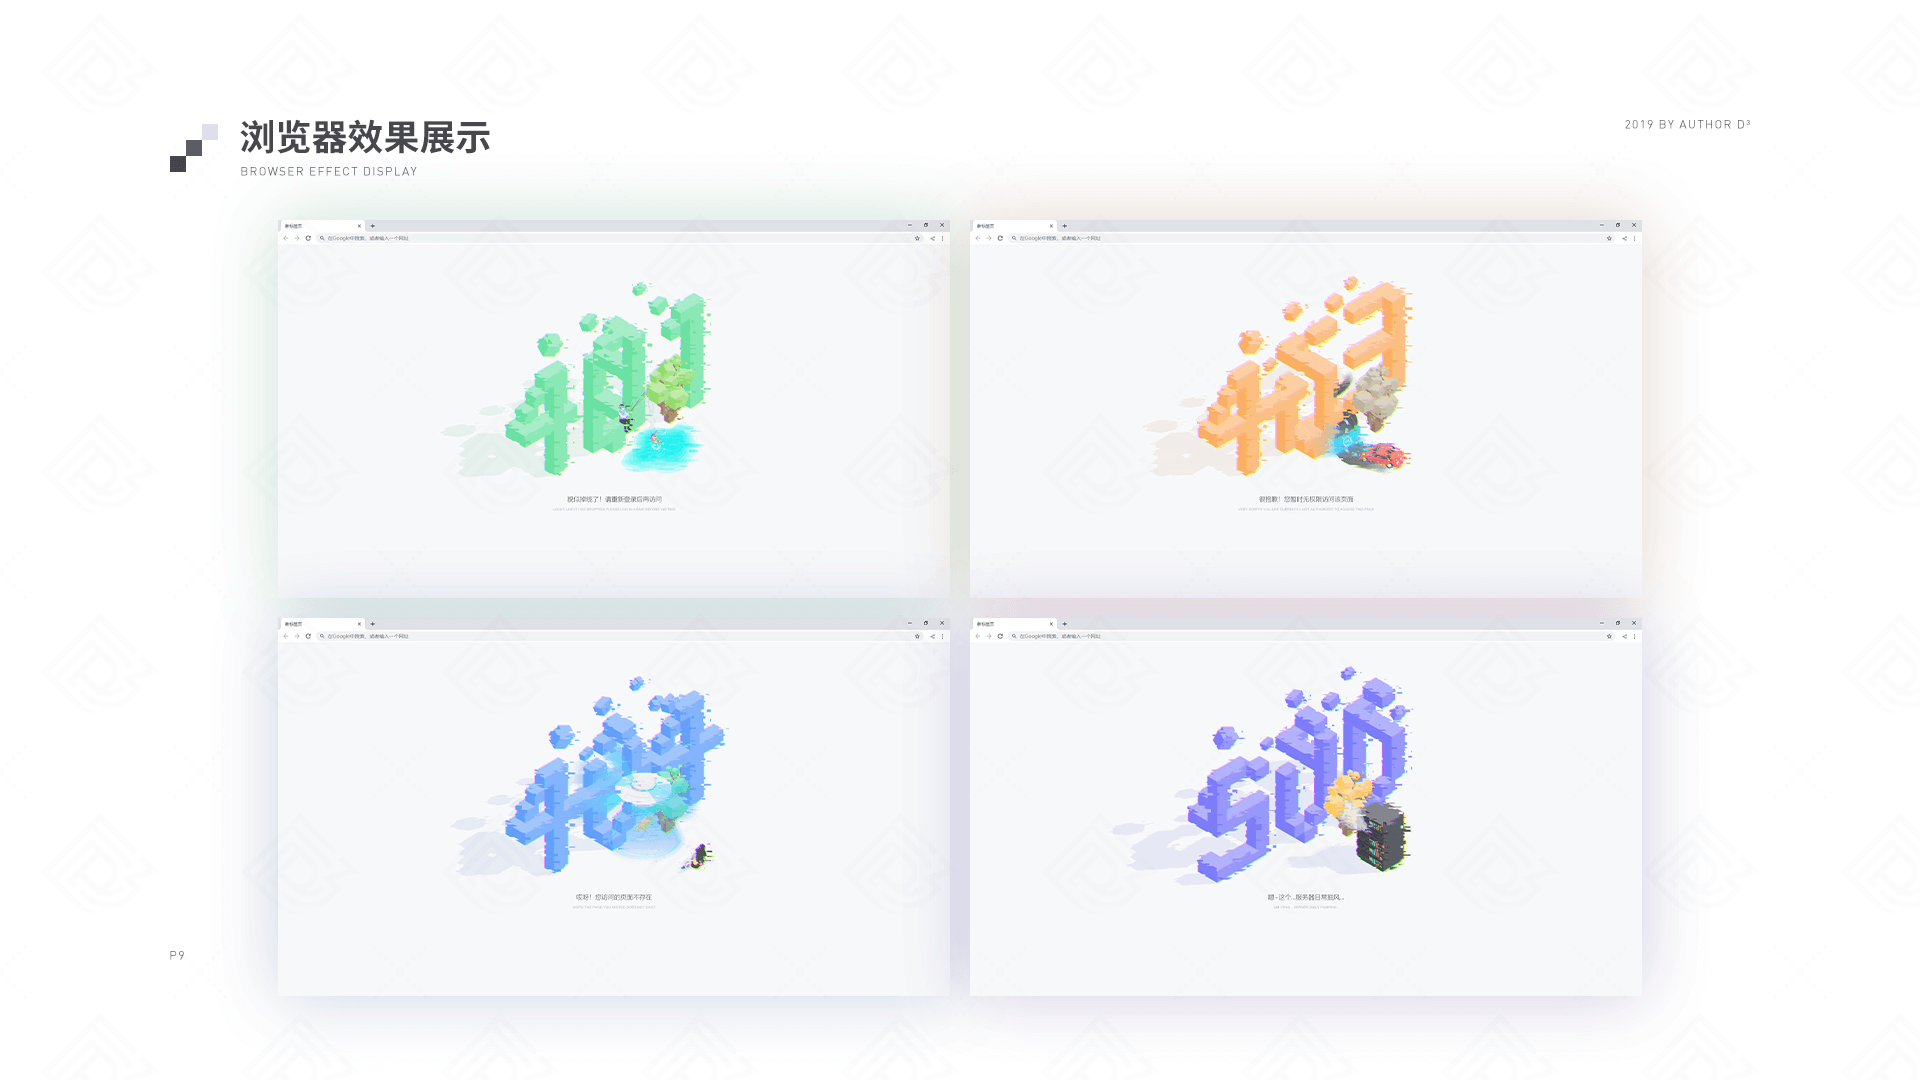 浏览器效果展示
BROWSER EFFECT DISPLAY
2019 BY AUTHOR D³
新标签页
在Google中搜索，或者输入一个网址
401
貌似掉线了！请重新登录后再访问
新标签页
在Google中搜索，或者输入一个网址
403
很抱歉！您暂时无权限访问该页面
新标签页
在Google中搜索，或者输入一个网址
404
哎呀！您访问的页面不存在
新标签页
在Google中搜索，或者输入一个网址
500
嗯~这个...服务器日常抽风...
P9